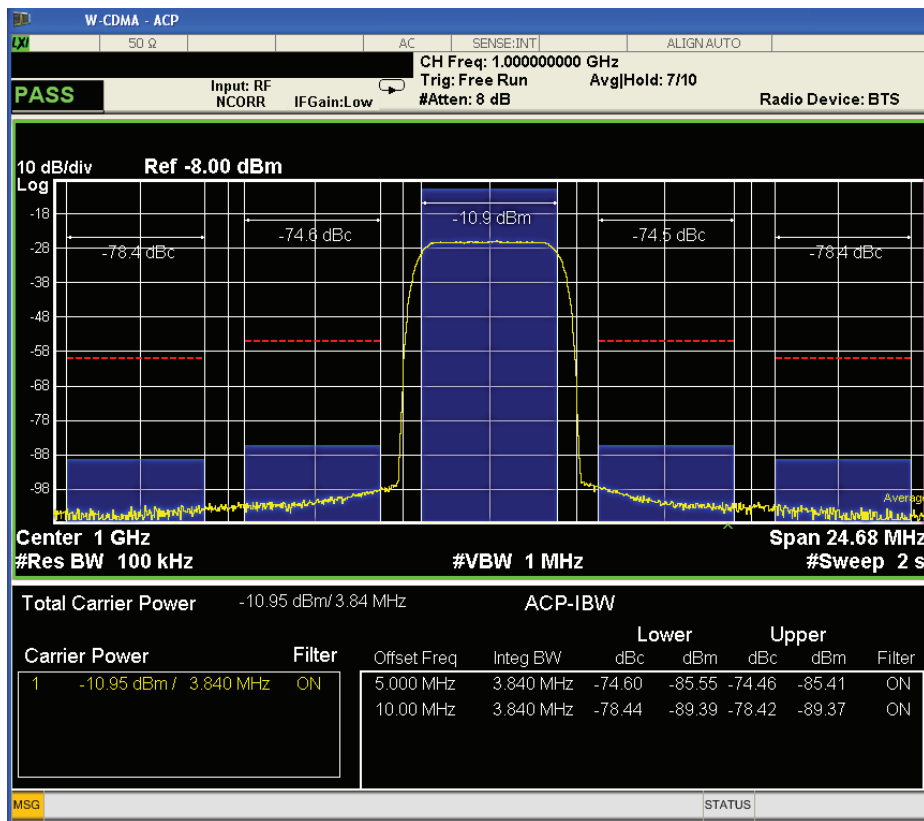 W-CDMA - ACP
LXI 50 Ω AC SENSE:INT ALIGN AUTO
CH Freq: 1.000000000 GHz
Input: RF Trig: Free Run Avg|Hold: 7/10
PASS NCORR IFGain:Low #Atten: 8 dB Radio Device: BTS
10 dB/div Ref -8.00 dBm
Log
-18
-10.9 dBm
-74.6 dBc -74.5 dBc
-28
-78.4 dBc -78.4 dBc
-38
-48
-58
-68
-78
-88
-98
Average
Center 1 GHz Span 24.68 MHz
#Res BW 100 kHz #VBW 1 MHz #Sweep 2 s
Total Carrier Power -10.95 dBm/ 3.84 MHz ACP-IBW
Lower Upper
Carrier Power Filter Offset Freq Integ BW dBc dBm dBc dBm Filter
1 -10.95 dBm / 3.840 MHz ON 5.000 MHz 3.840 MHz -74.60 -85.55 -74.46 -85.41 ON
10.00 MHz 3.840 MHz -78.44 -89.39 -78.42 -89.37 ON
MSG STATUS